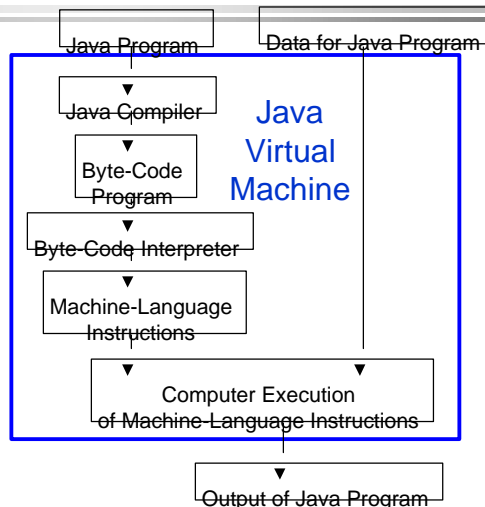 Java Program
Data for Java Program
Java Compiler
Java
Virtual
Machine
Byte-Code
Program
Byte-Code Interpreter
Machine-Language
Instructions
Computer Execution
of Machine-Language Instructions
Output of Java Program